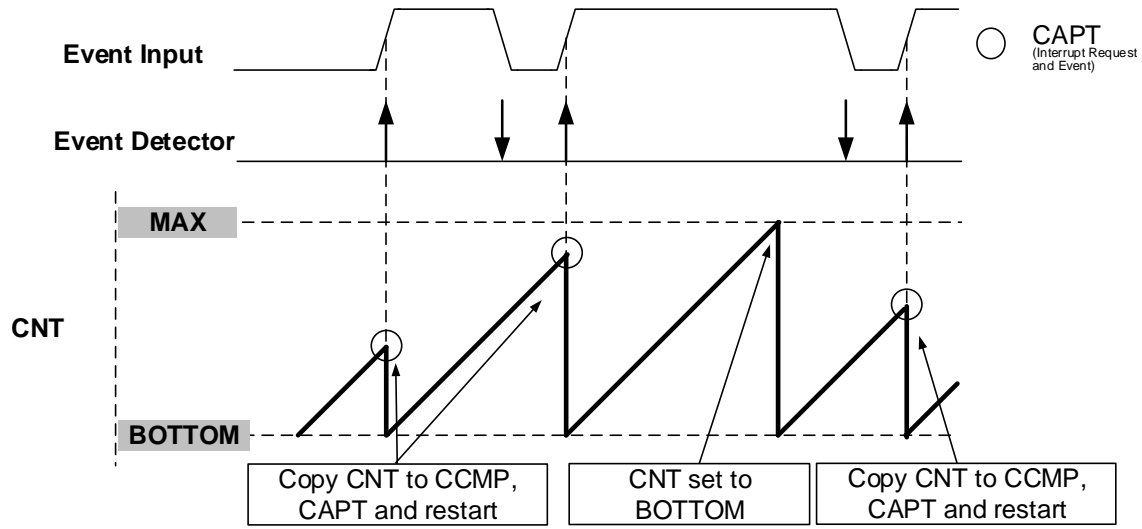 Event Input
CAPT
(Interrupt Request
and Event)
Event Detector
MAX
CNT
BOTTOM
Copy CNT to CCMP,
CAPT and restart
CNT set to
BOTTOM
Copy CNT to CCMP,
CAPT and restart